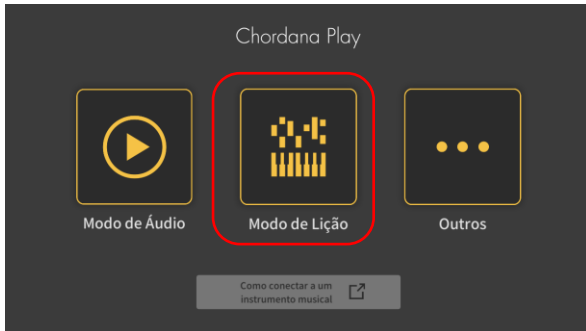 Chordana Play
Modo de Áudio
Modo de Lição
Outros
Como conectar a um
instrumento musical